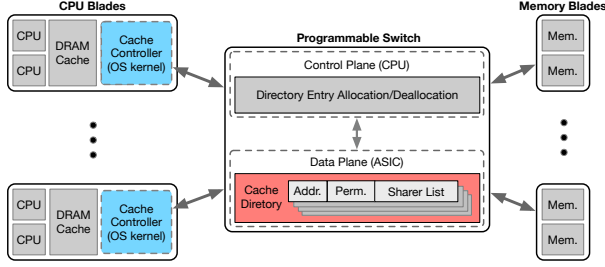 CPU Blades
CPU
CPU
DRAM
Cache
Cache
Controller
(OS kernel)
CPU
CPU
DRAM
Cache
Cache
Controller
(OS kernel)
Programmable Switch
Control Plane (CPU)
Directory Entry Allocation/Deallocation
Data Plane (ASIC)
Cache
Diretory
Addr.
Perm.
Sharer List
Memory Blades
Mem.
Mem.
Mem.
Mem.